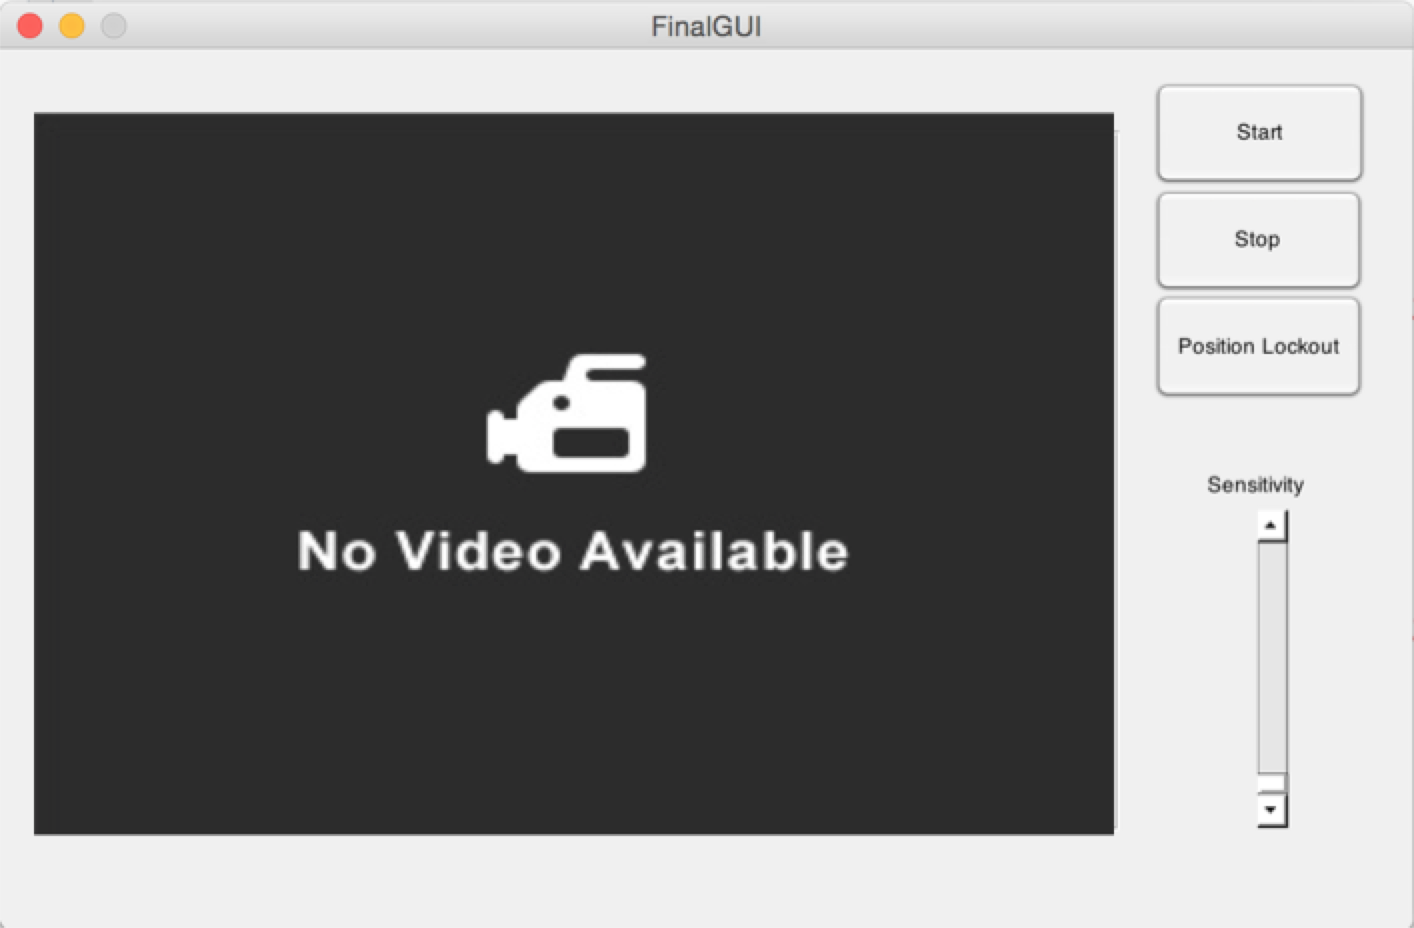 FinalGUI
Start
Stop
Position Lockout
No Video Available
Sensitivity